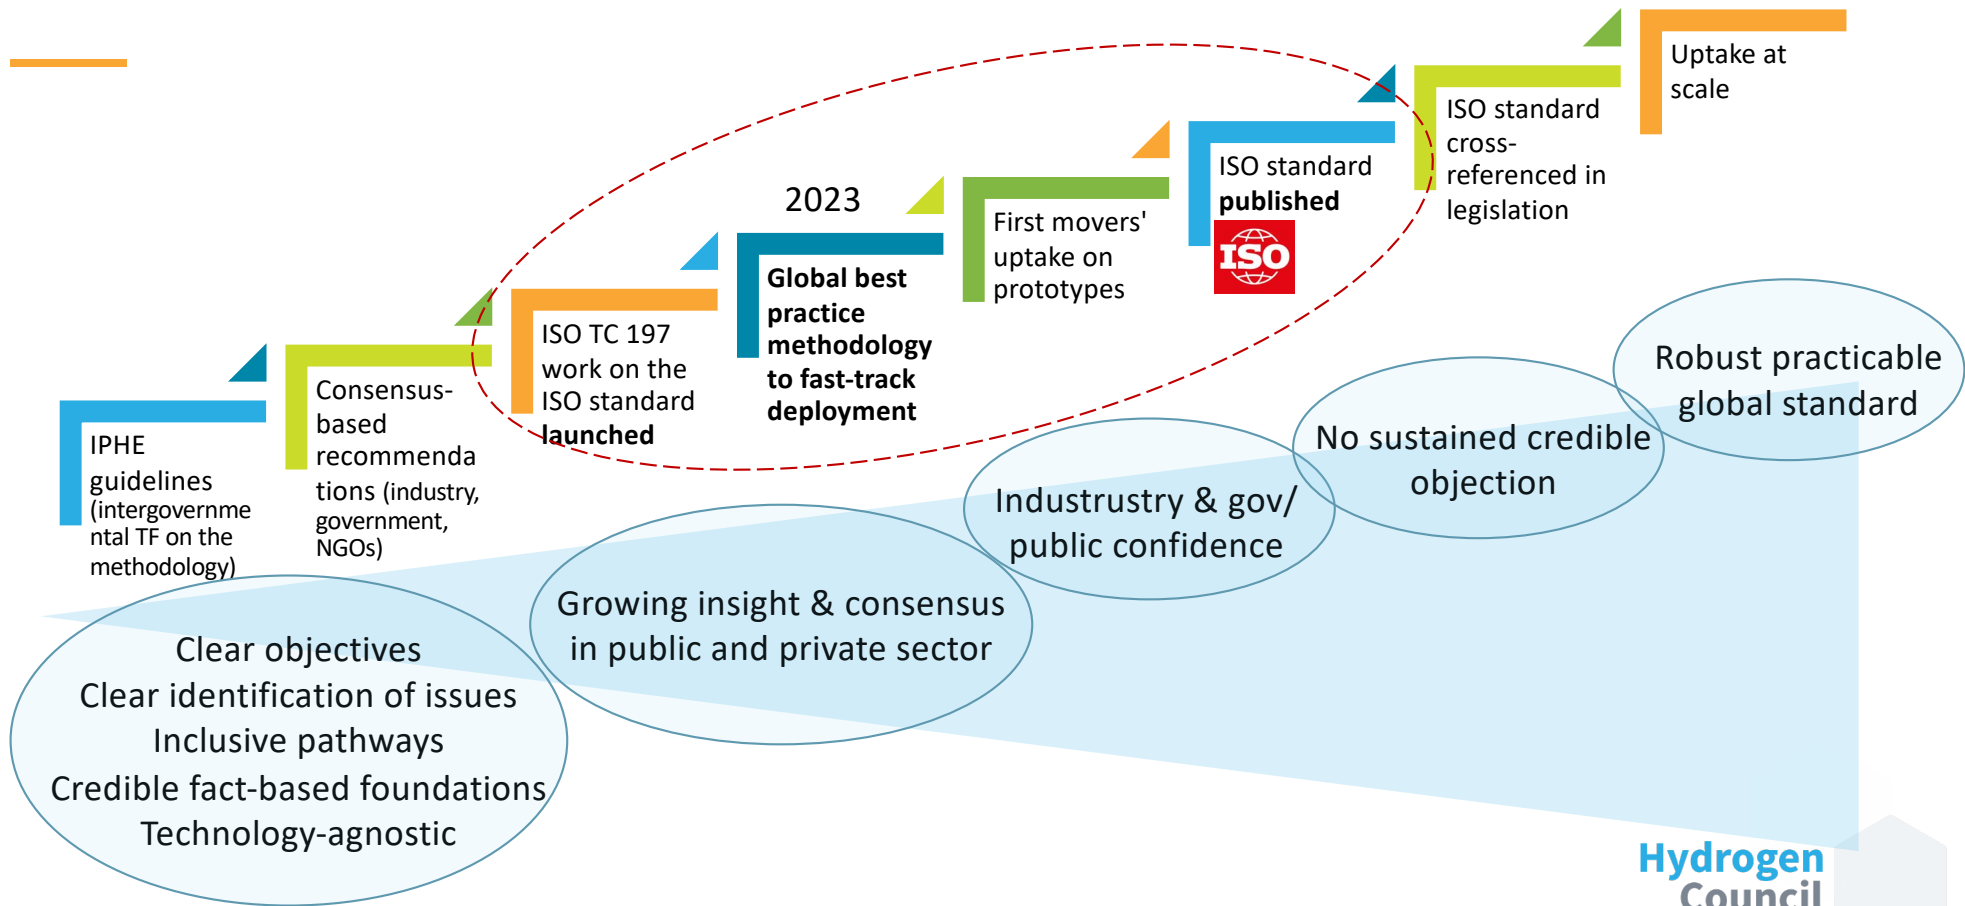 IPHE
guidelines
(intergovernme
ntal TF on the
methodology)
Consensus-
based
recommenda
tions (industry,
government,
NGOs)
ISO TC 197
work on the
ISO standard
launched
2023
Global best
practice
methodology
to fast-track
deployment
First movers'
uptake on
prototypes
ISO standard
published
ISO
ISO standard
cross-
referenced in
legislation
Uptake at
scale
Clear objectives
Clear identification of issues
Inclusive pathways
Credible fact-based foundations
Technology-agnostic
Growing insight & consensus
in public and private sector
Industrustry & gov/
public confidence
No sustained credible
objection
Robust practicable
global standard
Hydrogen
Council